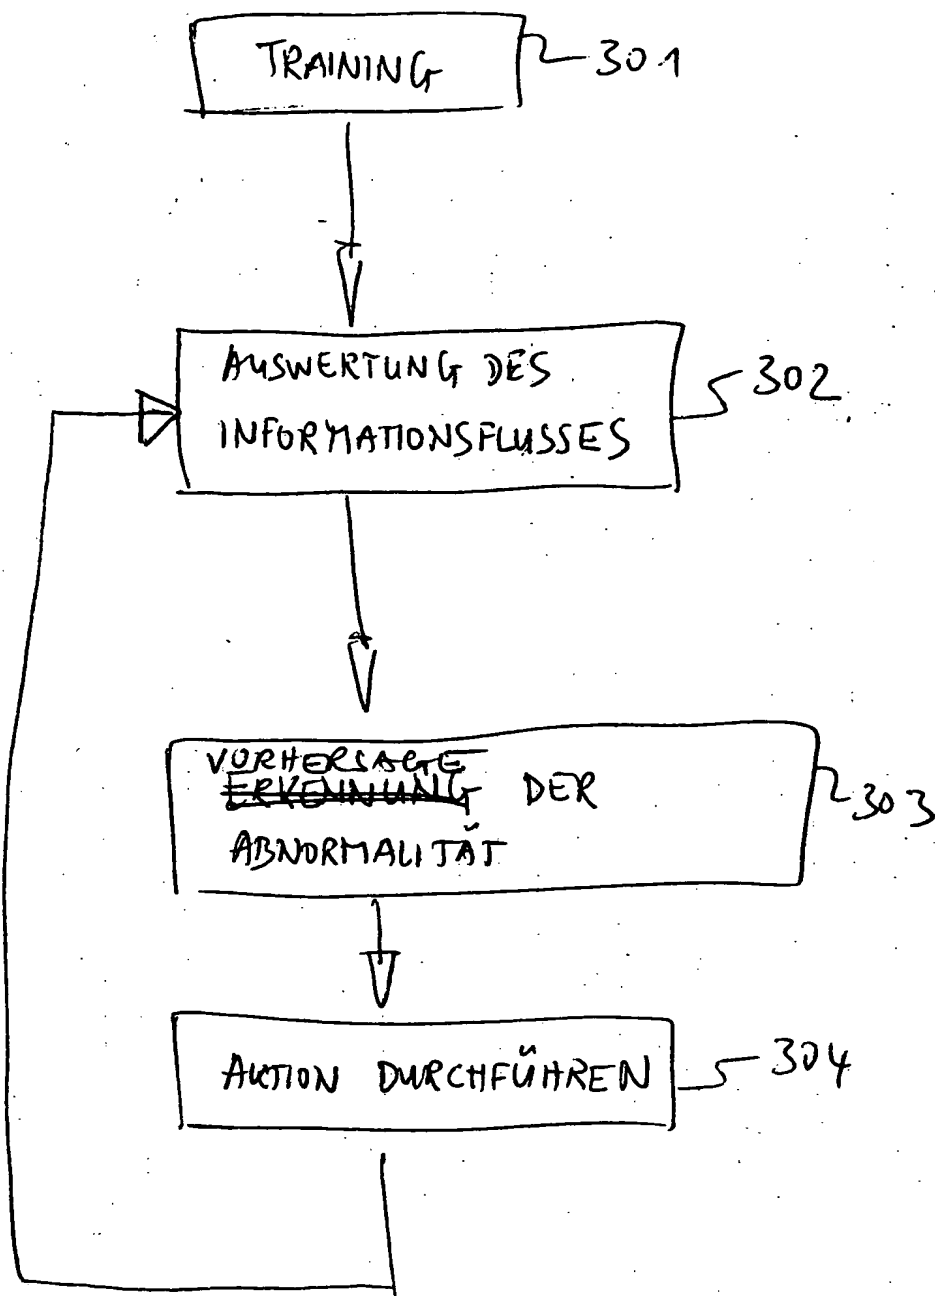 TRAINING
301
AUSWERTUNG DES
INFORMATIONSFLUSSES
302
VORHERSAGE
ERKENNUNG DER
ABNORMALITÄT
303
AKTION DURCHFÜHREN
304